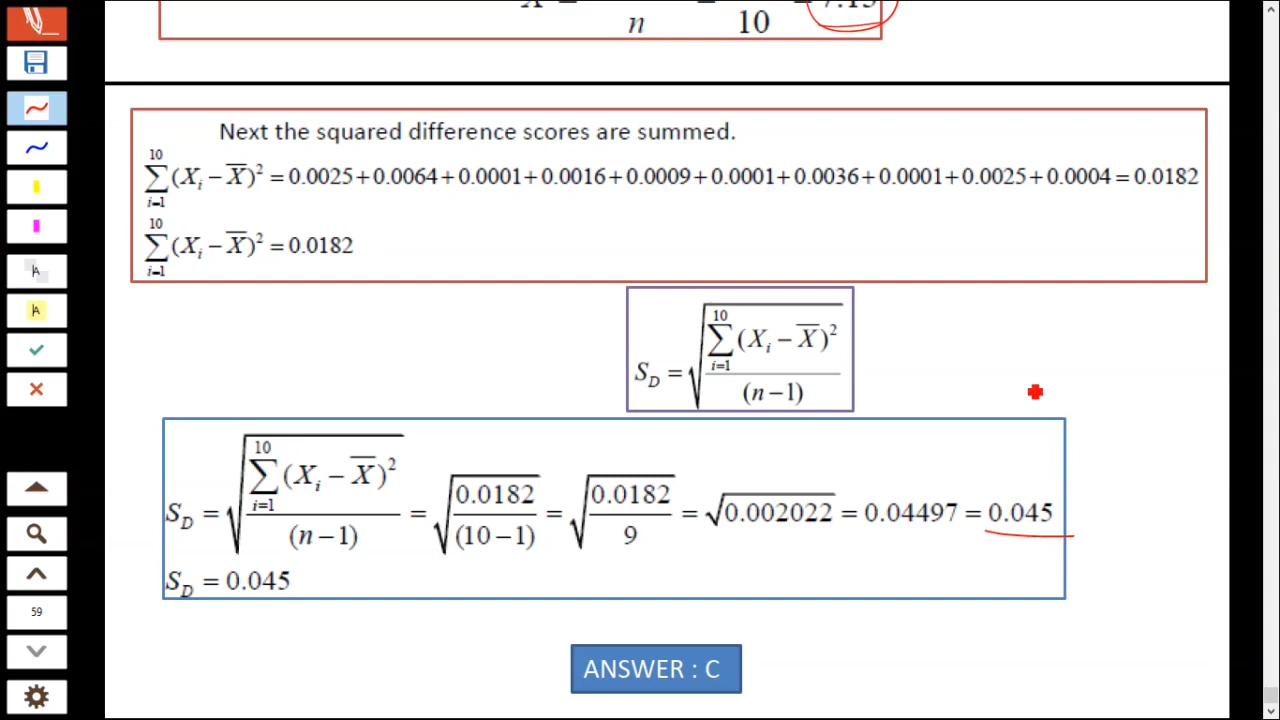 X̄ = — = — = 7.15
n 10
Next the squared difference scores are summed.
10
∑(Xᵢ − X̄)² = 0.0025+0.0064+0.0001+0.0016+0.0009+0.0001+0.0036+0.0001+0.0025+0.0004 = 0.0182
i=1
10
∑(Xᵢ − X̄)² = 0.0182
i=1
10
∑(Xᵢ − X̄)²
S_D = √ i=1
(n−1)
10
∑(Xᵢ − X̄)² 0.0182 0.0182
S_D = √ i=1 = √ = √ = √0.002022 = 0.04497 = 0.045
(n−1) (10−1) 9
S_D = 0.045
59
ANSWER : C